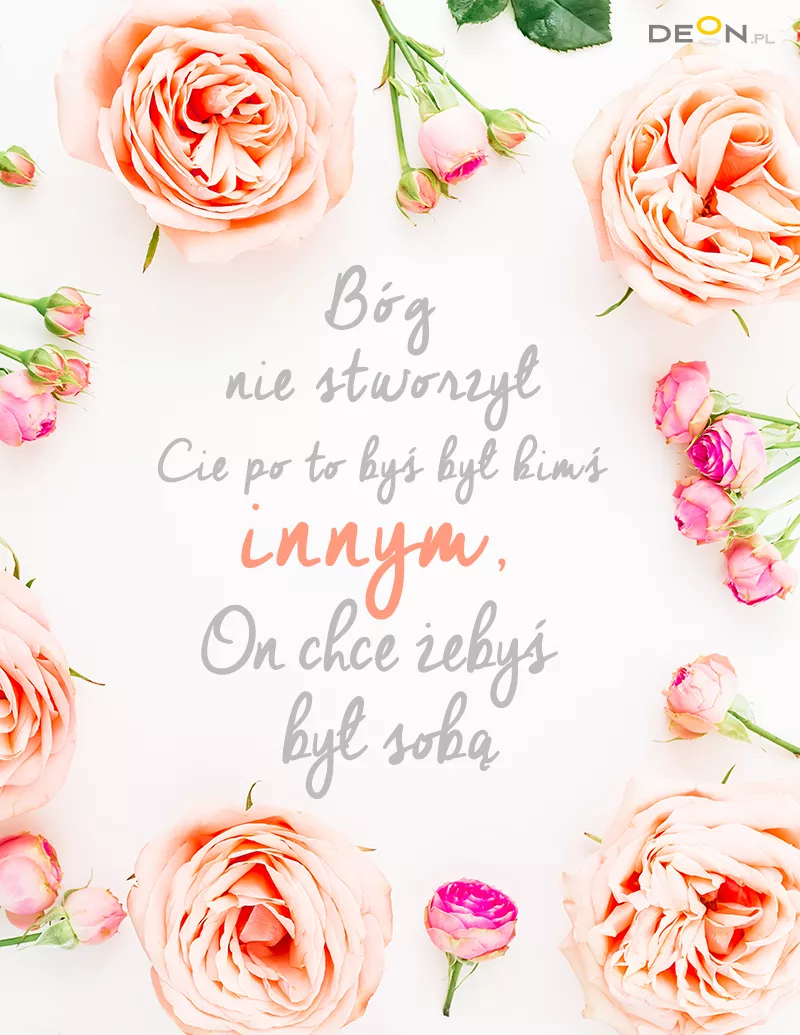 DEON.PL
Bóg
nie stworzył
Cie po to byś był kimś
innym,
On chce żebyś
był sobą